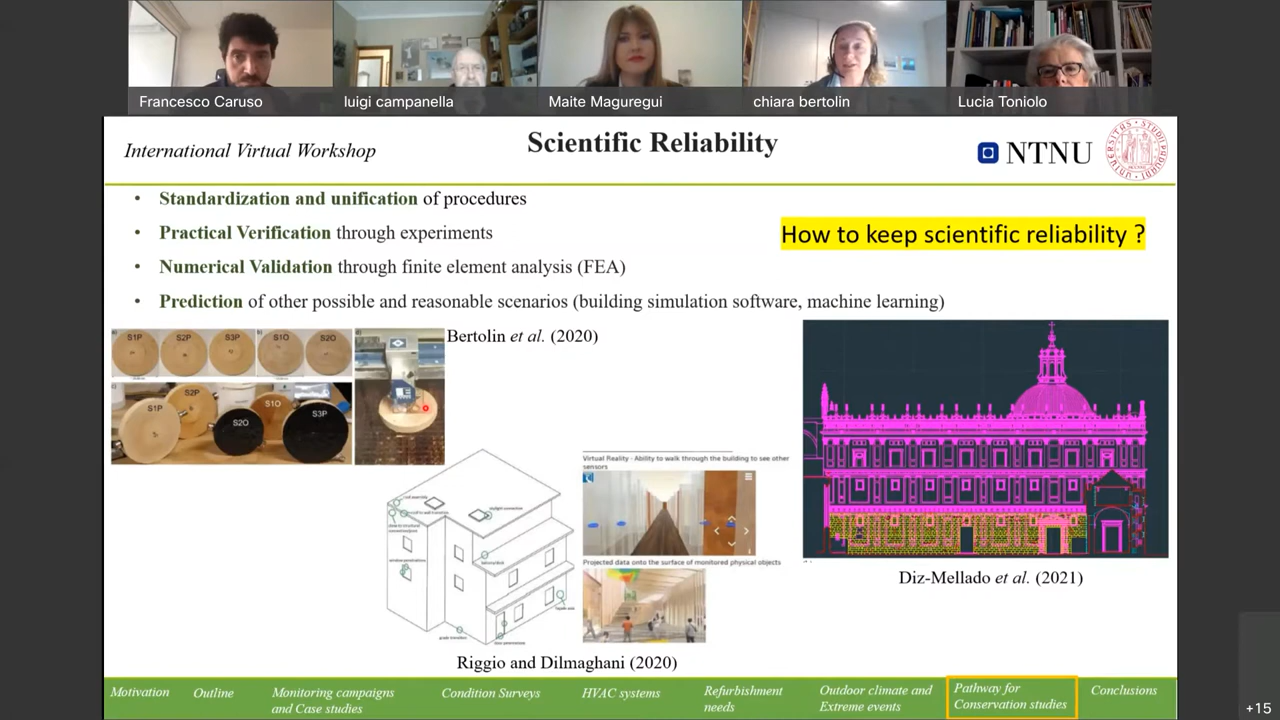 Francesco Caruso
luigi campanella
Maite Maguregui
chiara bertolin
Lucia Toniolo
International Virtual Workshop
Scientific Reliability
NTNU
• Standardization and unification of procedures
• Practical Verification through experiments
How to keep scientific reliability ?
• Numerical Validation through finite element analysis (FEA)
• Prediction of other possible and reasonable scenarios (building simulation software, machine learning)
S1P
S2P
S3P
S1O
S2O
Bertolin et al. (2020)
S1P
S2P
S2O
S1O
S3P
Virtual Reality - Ability to walk through the building to see other
sensors
Projected data onto the surface of monitored physical objects
Diz-Mellado et al. (2021)
Riggio and Dilmaghani (2020)
Motivation
Outline
Monitoring campaigns
and Case studies
Condition Surveys
HVAC systems
Refurbishment
needs
Outdoor climate and
Extreme events
Pathway for
Conservation studies
Conclusions
+15